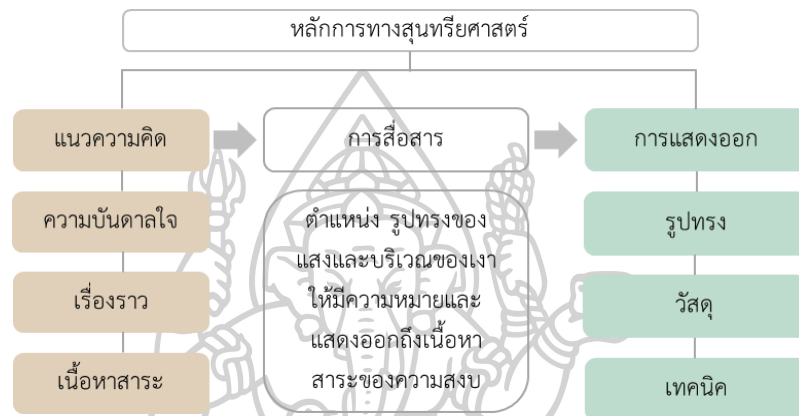 หลักการทางสุนทรียศาสตร์
แนวความคิด
การสื่อสาร
การแสดงออก
ความบันดาลใจ
เรื่องราว
เนื้อหาสาระ
ตำแหน่ง รูปทรงของ
แสงและบริเวณของเงา
ให้มีความหมายและ
แสดงออกถึงเนื้อหา
สาระของความสงบ
รูปทรง
วัสดุ
เทคนิค